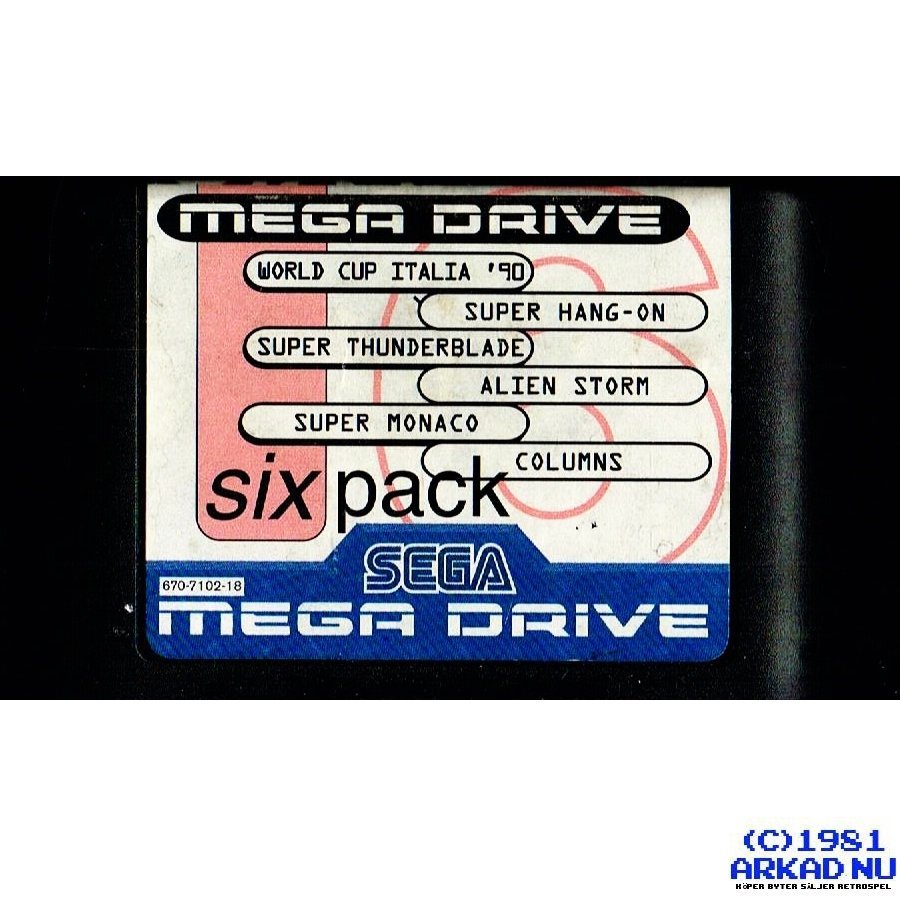 MEGA DRIVE
WORLD CUP ITALIA '90
SUPER HANG-ON
SUPER THUNDERBLADE
ALIEN STORM
SUPER MONACO
COLUMNS
six pack
SEGA
670-7102-18
MEGA DRIVE
(C)1981
ARKAD NU
KÖPER BYTER SÄLJER RETROSPEL